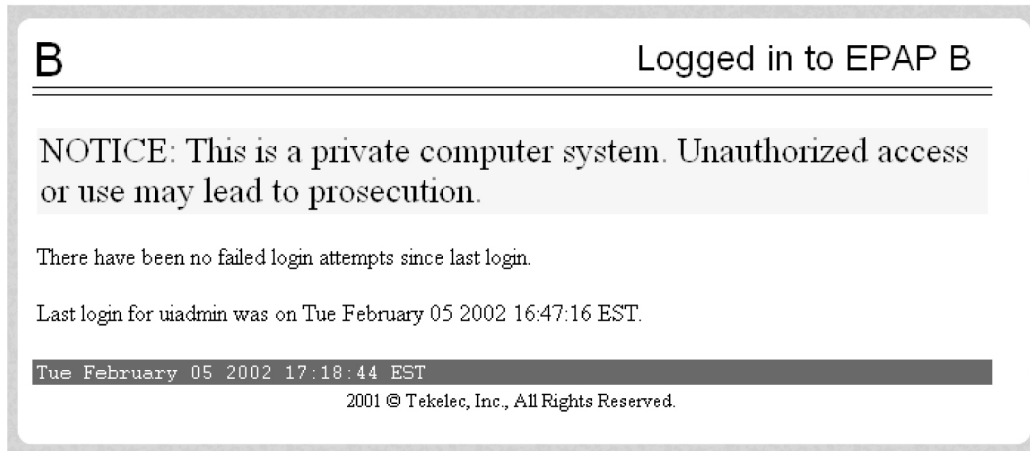 B
Logged in to EPAP B
NOTICE: This is a private computer system. Unauthorized access
or use may lead to prosecution.
There have been no failed login attempts since last login.
Last login for uiadmin was on Tue February 05 2002 16:47:16 EST.
Tue February 05 2002 17:18:44 EST
2001 © Tekelec, Inc., All Rights Reserved.